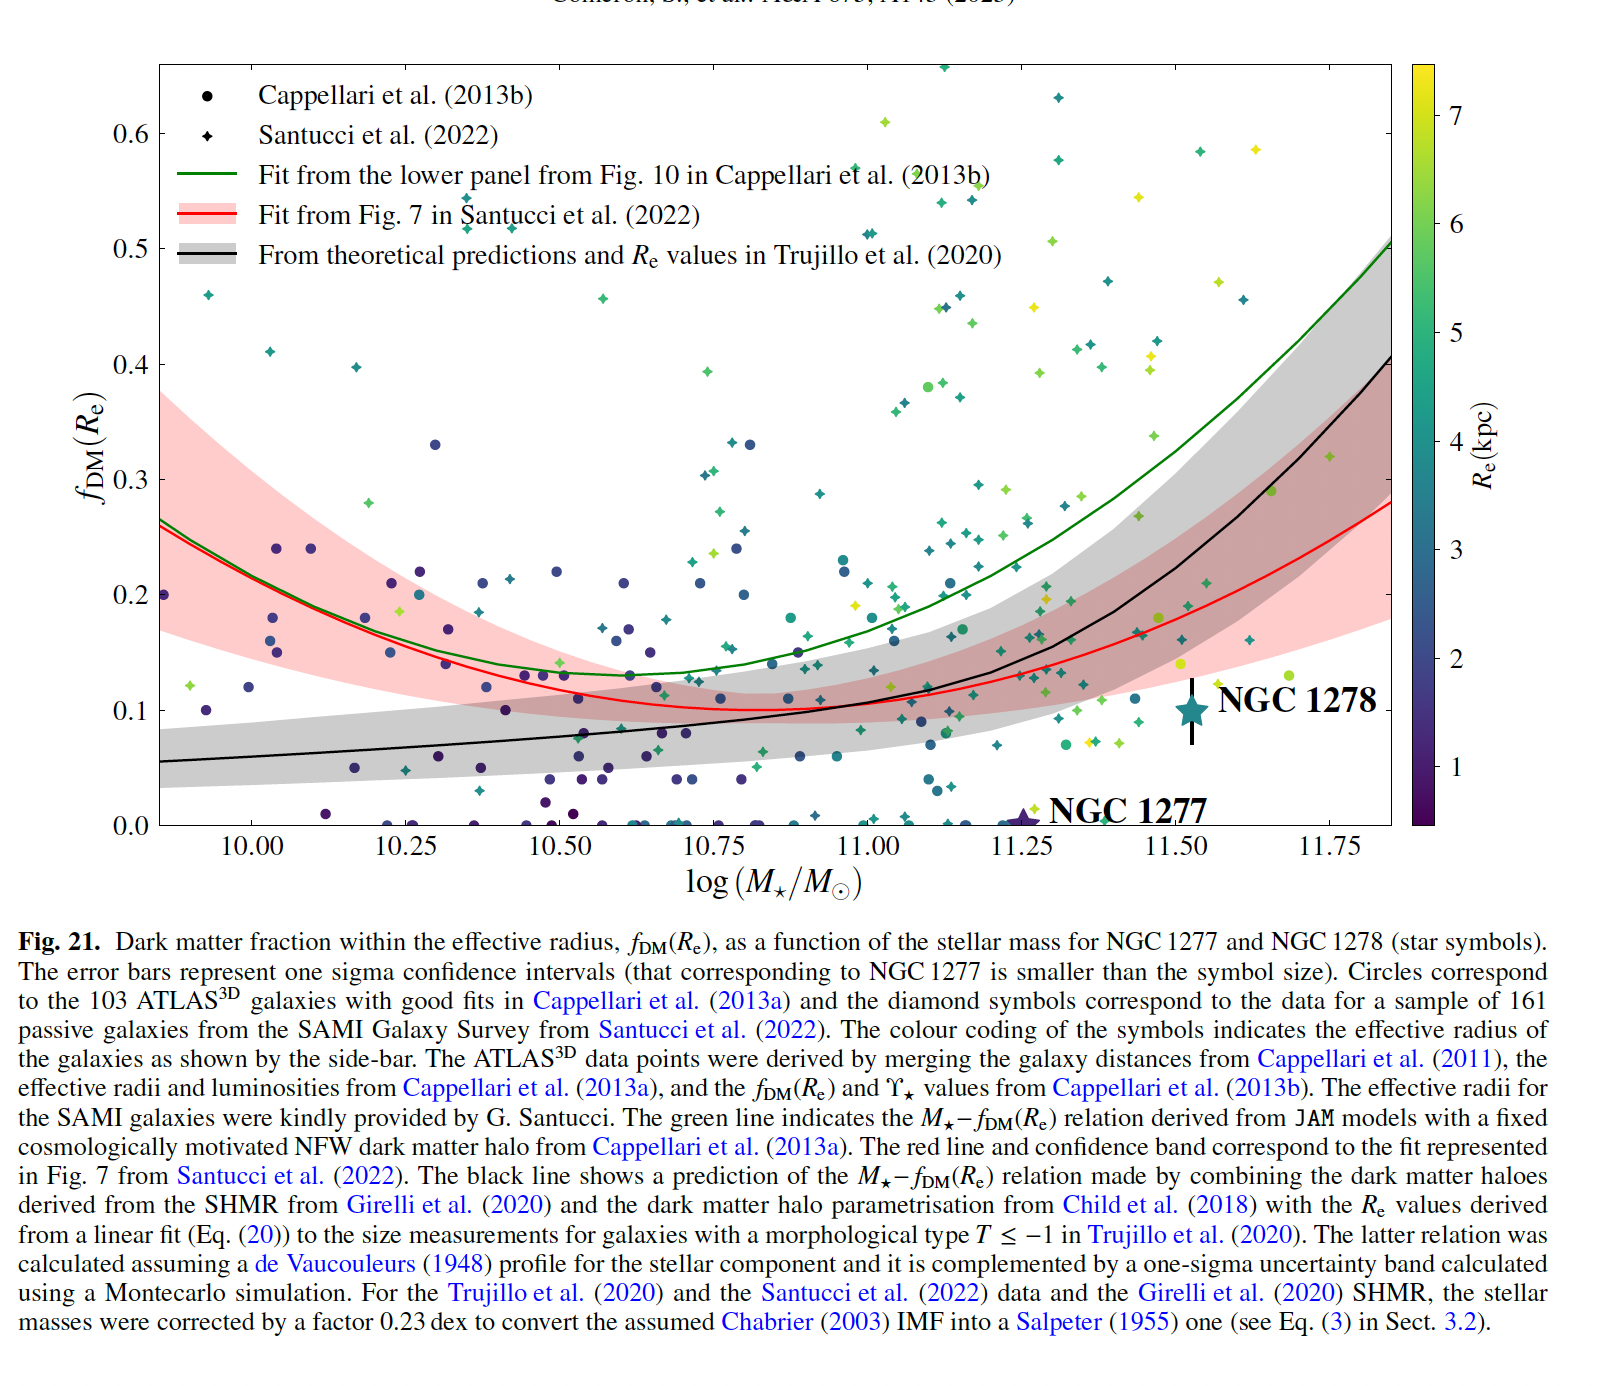 Comerón, S., et al.: A&A 675, A143 (2023)
Cappellari et al. (2013b)
Santucci et al. (2022)
Fit from the lower panel from Fig. 10 in Cappellari et al. (2013b)
Fit from Fig. 7 in Santucci et al. (2022)
From theoretical predictions and Re values in Trujillo et al. (2020)
0.6
0.5
0.4
0.3
0.2
0.1
0.0
fDM(Re)
NGC 1278
NGC 1277
10.00 10.25 10.50 10.75 11.00 11.25 11.50 11.75
log (M⋆/M☉)
7
6
5
4
3
2
1
Re(kpc)
Fig. 21. Dark matter fraction within the effective radius, fDM(Re), as a function of the stellar mass for NGC 1277 and NGC 1278 (star symbols).
The error bars represent one sigma confidence intervals (that corresponding to NGC 1277 is smaller than the symbol size). Circles correspond
to the 103 ATLAS3D galaxies with good fits in Cappellari et al. (2013a) and the diamond symbols correspond to the data for a sample of 161
passive galaxies from the SAMI Galaxy Survey from Santucci et al. (2022). The colour coding of the symbols indicates the effective radius of
the galaxies as shown by the side-bar. The ATLAS3D data points were derived by merging the galaxy distances from Cappellari et al. (2011), the
effective radii and luminosities from Cappellari et al. (2013a), and the fDM(Re) and ϒ⋆ values from Cappellari et al. (2013b). The effective radii for
the SAMI galaxies were kindly provided by G. Santucci. The green line indicates the M⋆−fDM(Re) relation derived from JAM models with a fixed
cosmologically motivated NFW dark matter halo from Cappellari et al. (2013a). The red line and confidence band correspond to the fit represented
in Fig. 7 from Santucci et al. (2022). The black line shows a prediction of the M⋆−fDM(Re) relation made by combining the dark matter haloes
derived from the SHMR from Girelli et al. (2020) and the dark matter halo parametrisation from Child et al. (2018) with the Re values derived
from a linear fit (Eq. (20)) to the size measurements for galaxies with a morphological type T ≤ −1 in Trujillo et al. (2020). The latter relation was
calculated assuming a de Vaucouleurs (1948) profile for the stellar component and it is complemented by a one-sigma uncertainty band calculated
using a Montecarlo simulation. For the Trujillo et al. (2020) and the Santucci et al. (2022) data and the Girelli et al. (2020) SHMR, the stellar
masses were corrected by a factor 0.23 dex to convert the assumed Chabrier (2003) IMF into a Salpeter (1955) one (see Eq. (3) in Sect. 3.2).